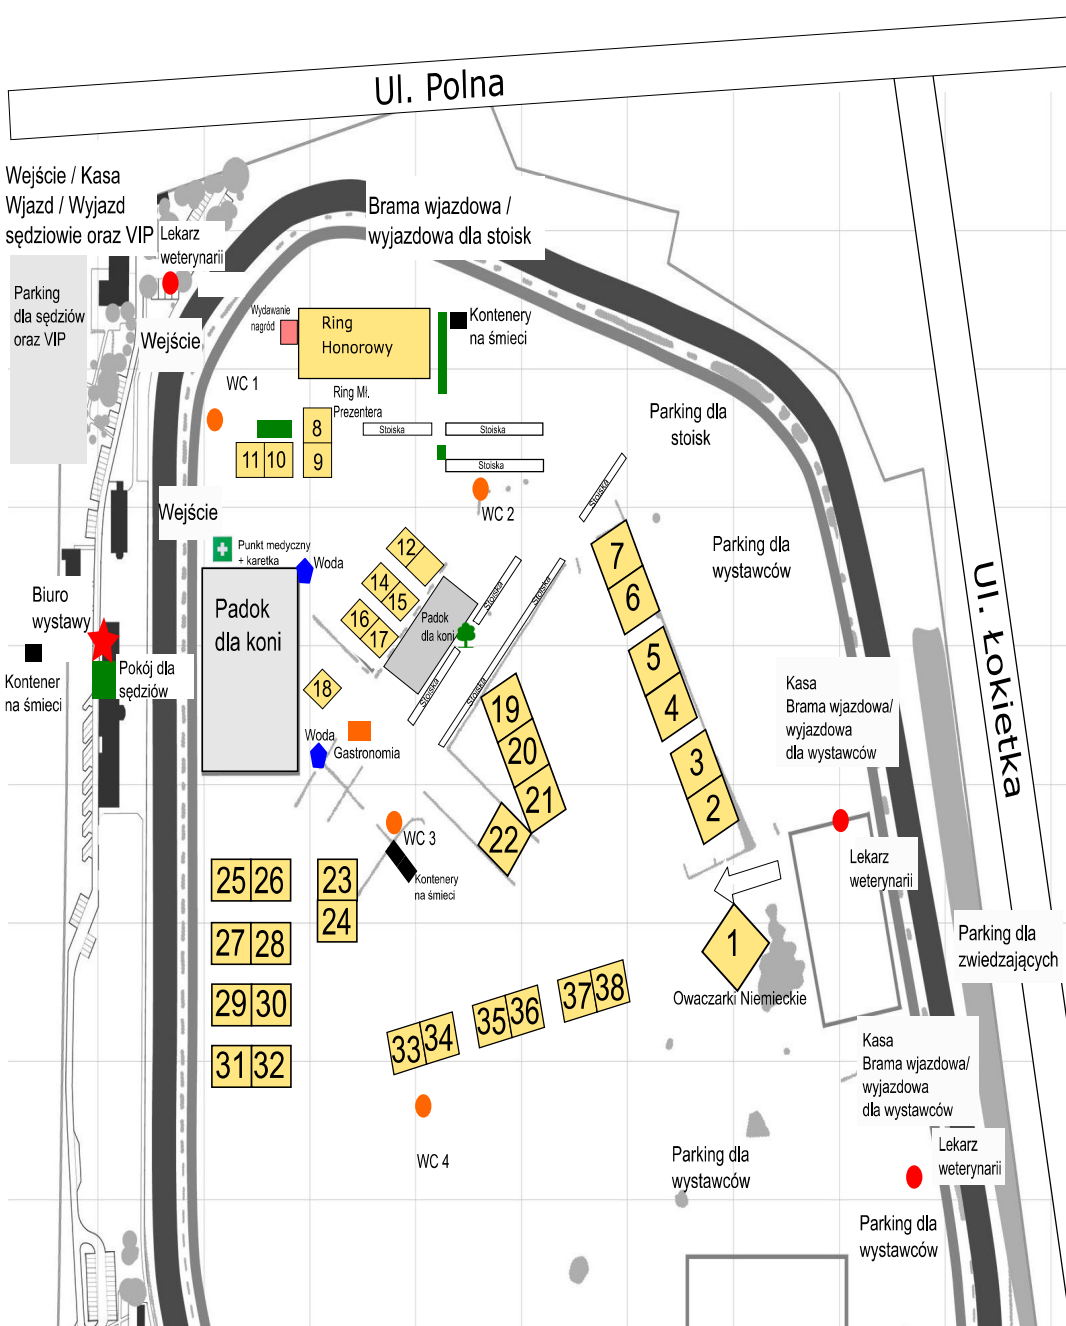 Ul. Polna
Wejście / Kasa
Wjazd / Wyjazd
sędziowie oraz VIP
Lekarz
weterynarii
Brama wjazdowa /
wyjazdowa dla stoisk
Parking
dla sędziów
oraz VIP
Wejście
Wydawanie
nagród
Ring
Honorowy
Kontenery
na śmieci
WC 1
Ring Mł.
Prezentera
Stoiska
Stoiska
Stoiska
Parking dla
stoisk
8
9
11
10
WC 2
Stoiska
Wejście
Punkt medyczny
+ karetka
Woda
12
14
15
16
17
18
7
6
5
4
3
2
Parking dla
wystawców
Ul. Łokietka
Biuro
wystawy
Padok
dla koni
Padok
dla koni
Stoiska
Stoiska
Stoiska
Stoiska
Kontener
na śmieci
Pokój dla
sędziów
Kasa
Brama wjazdowa/
wyjazdowa
dla wystawców
Woda
Gastronomia
19
20
21
22
WC 3
Kontenery
na śmieci
Lekarz
weterynarii
25
26
23
24
27
28
29
30
31
32
1
Owaczarki Niemieckie
Parking dla
zwiedzających
33
34
35
36
37
38
Kasa
Brama wjazdowa/
wyjazdowa
dla wystawców
Lekarz
weterynarii
WC 4
Parking dla
wystawców
Parking dla
wystawców